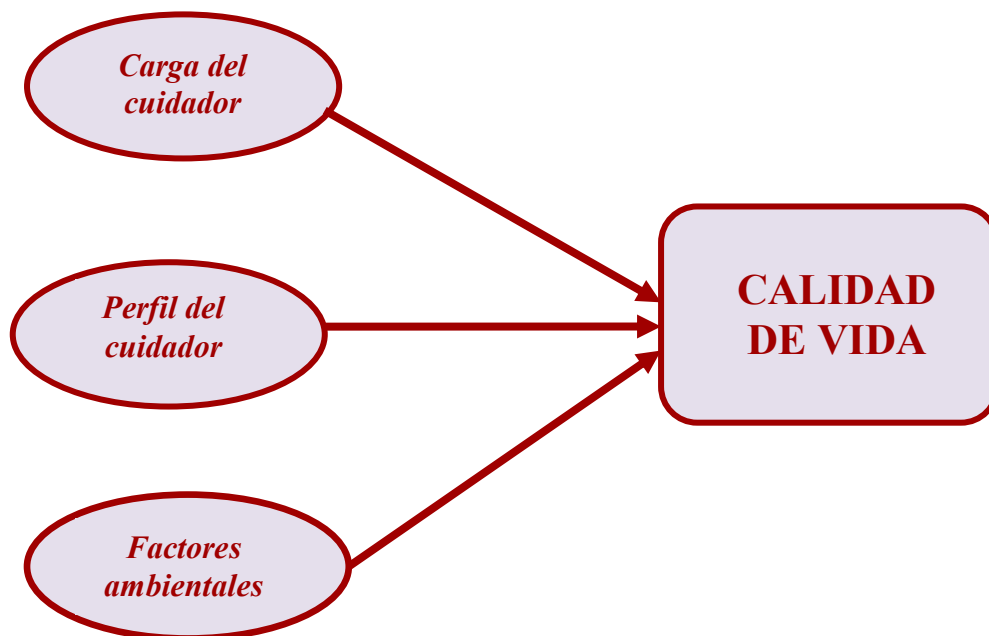 Carga del
cuidador
Perfil del
cuidador
CALIDAD
DE VIDA
Factores
ambientales